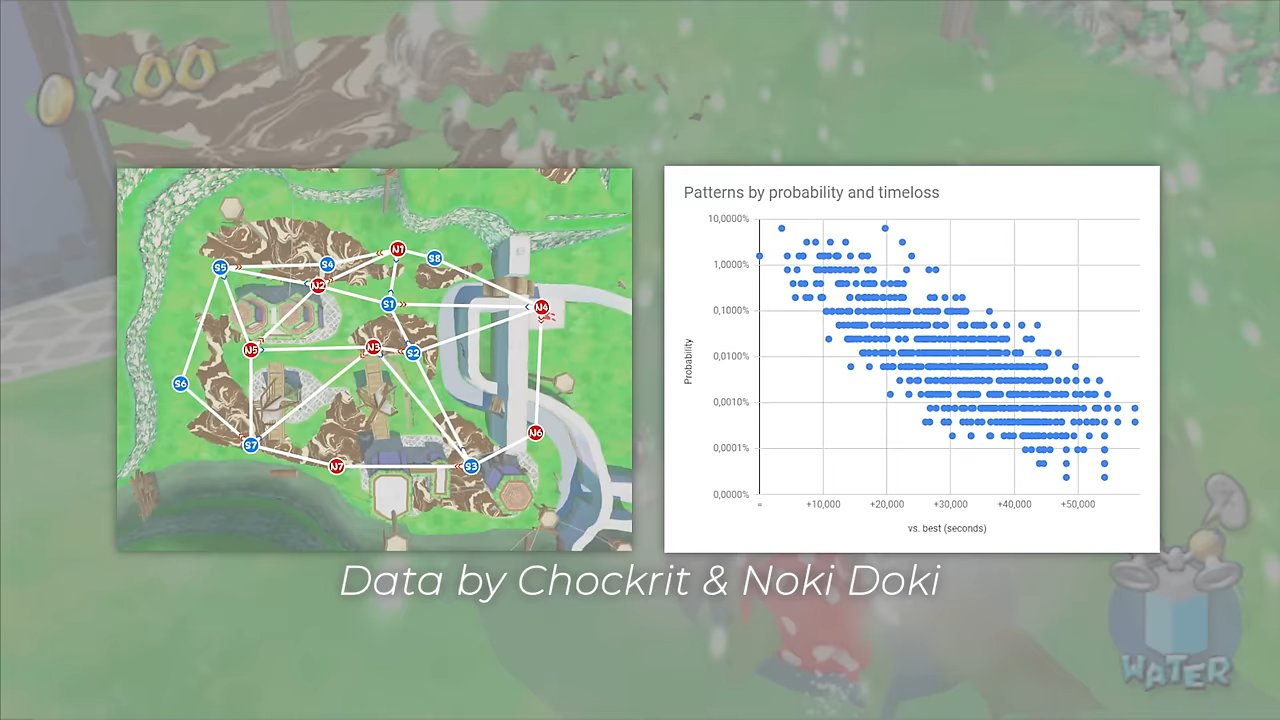 ×00
N1
S8
S5
S4
N2
S1
N4
N5
N3
S2
S6
N6
S7
N7
S3
Patterns by probability and timeloss
10,0000%
1,0000%
0,1000%
0,0100%
0,0010%
0,0001%
0,0000%
Probability
=
+10,000
+20,000
+30,000
+40,000
+50,000
vs. best (seconds)
Data by Chockrit & Noki Doki
WATER